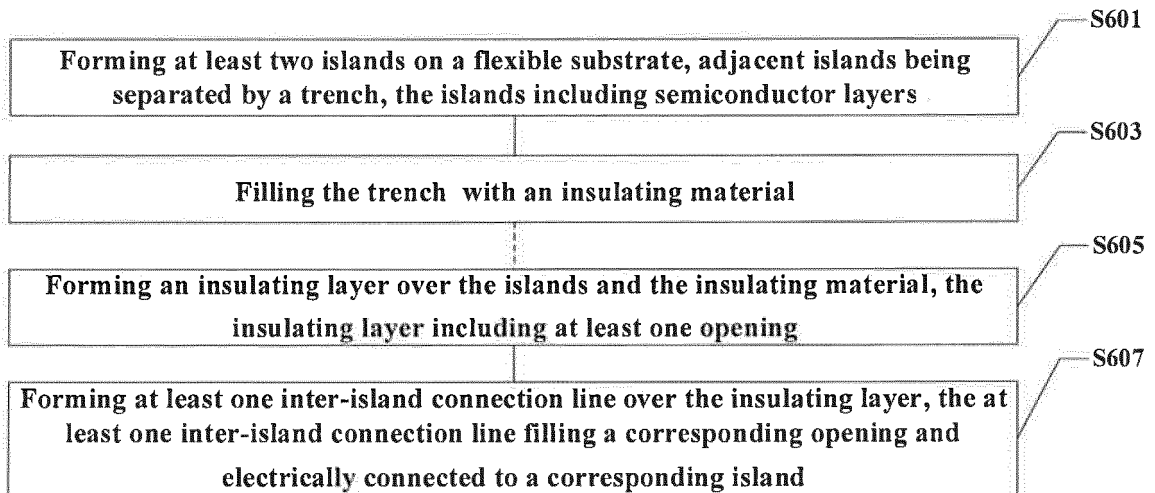 S601
Forming at least two islands on a flexible substrate, adjacent islands being
separated by a trench, the islands including semiconductor layers
S603
Filling the trench with an insulating material
S605
Forming an insulating layer over the islands and the insulating material, the
insulating layer including at least one opening
S607
Forming at least one inter-island connection line over the insulating layer, the at
least one inter-island connection line filling a corresponding opening and
electrically connected to a corresponding island